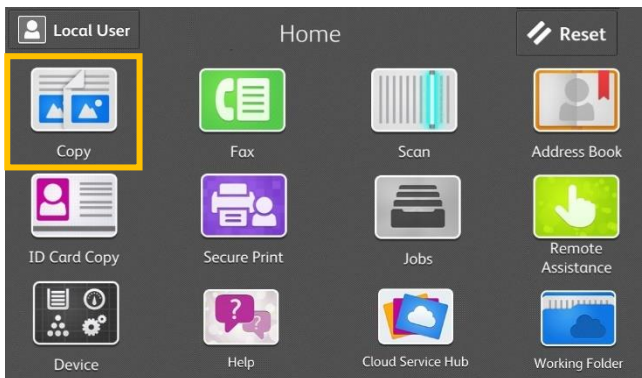 Local User
Home
Reset
Copy
Fax
Scan
Address Book
ID Card Copy
Secure Print
Jobs
Remote
Assistance
Device
Help
Cloud Service Hub
Working Folder